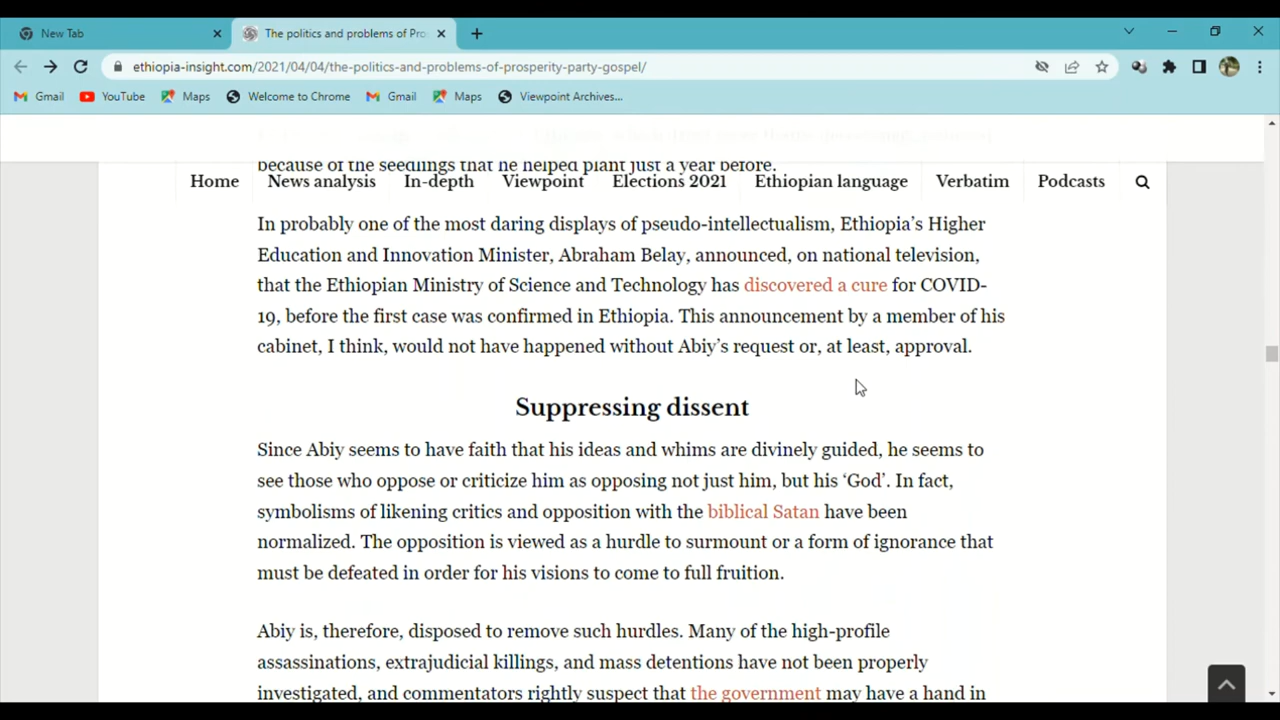 New Tab
The politics and problems of Pro
ethiopia-insight.com/2021/04/04/the-politics-and-problems-of-prosperity-party-gospel/
Gmail YouTube Maps Welcome to Chrome Gmail Maps Viewpoint Archives...
because of the seedlings that he helped plant just a year before.
Home News analysis In-depth Viewpoint Elections 2021 Ethiopian language Verbatim Podcasts
In probably one of the most daring displays of pseudo-intellectualism, Ethiopia's Higher
Education and Innovation Minister, Abraham Belay, announced, on national television,
that the Ethiopian Ministry of Science and Technology has discovered a cure for COVID-
19, before the first case was confirmed in Ethiopia. This announcement by a member of his
cabinet, I think, would not have happened without Abiy's request or, at least, approval.
Suppressing dissent
Since Abiy seems to have faith that his ideas and whims are divinely guided, he seems to
see those who oppose or criticize him as opposing not just him, but his ‘God’. In fact,
symbolisms of likening critics and opposition with the biblical Satan have been
normalized. The opposition is viewed as a hurdle to surmount or a form of ignorance that
must be defeated in order for his visions to come to full fruition.
Abiy is, therefore, disposed to remove such hurdles. Many of the high-profile
assassinations, extrajudicial killings, and mass detentions have not been properly
investigated, and commentators rightly suspect that the government may have a hand in